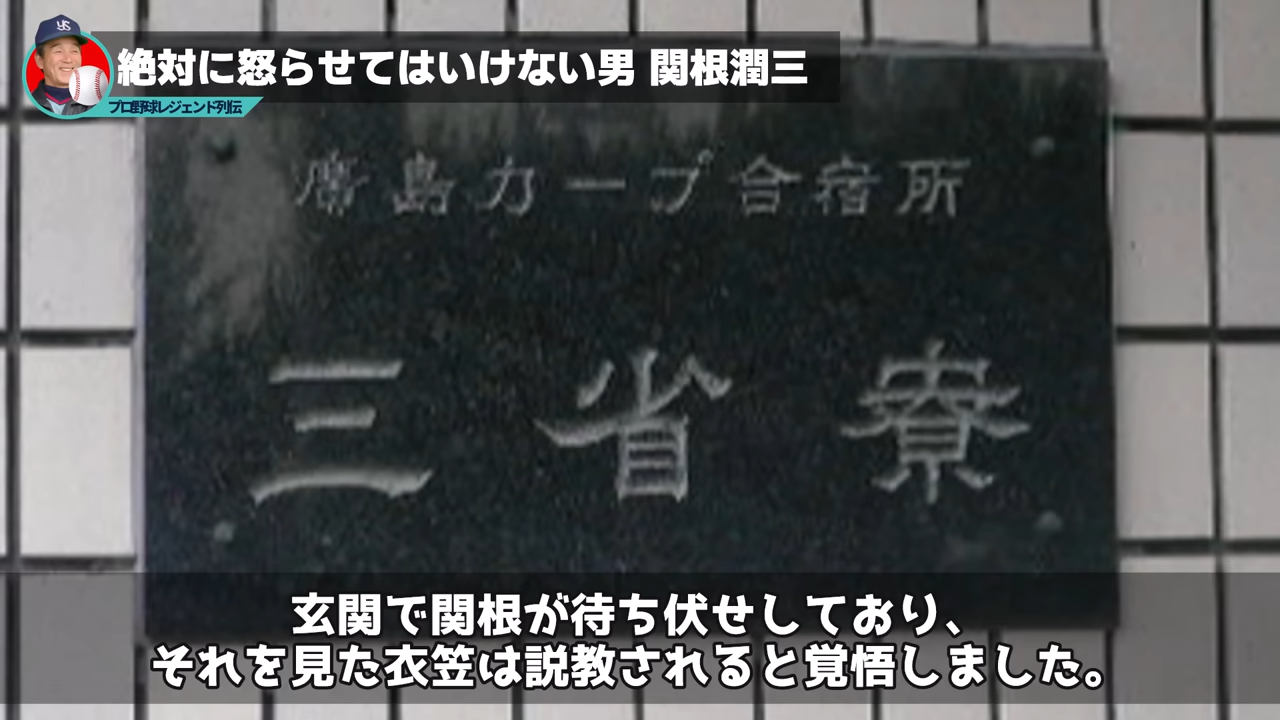 絶対に怒らせてはいけない男 関根潤三
プロ野球レジェンド列伝
YS
廣島カープ合宿所
三省寮
玄関で関根が待ち伏せしており、
それを見た衣笠は説教されると覚悟しました。